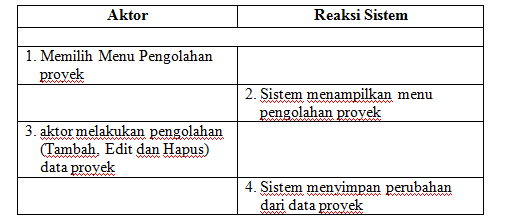 Aktor Reaksi Sistem
1. Memilih Menu Pengolahan
proyek
2. Sistem menampilkan menu
pengolahan proyek
3. aktor melakukan pengolahan
(Tambah, Edit dan Hapus)
data proyek
4. Sistem menyimpan perubahan
dari data proyek